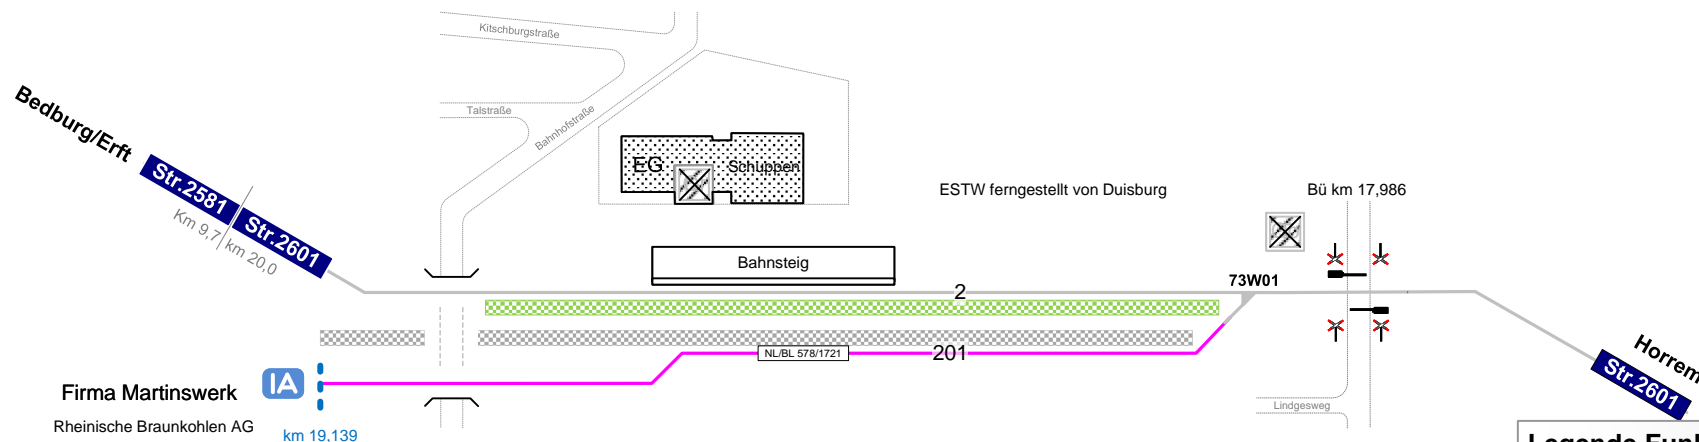 Kitschburgstraße
Talstraße
Bahnhofstraße
Bedburg/Erft
Str.2581
Str.2601
Km 9,7
km 20,0
EG
Schuppen
ESTW ferngestellt von Duisburg
Bü km 17,986
Bahnsteig
73W01
2
NL/BL 578/1721
201
Firma Martinswerk
IA
Rheinische Braunkohlen AG
km 19,139
Lindgesweg
Horrem
Str.2601